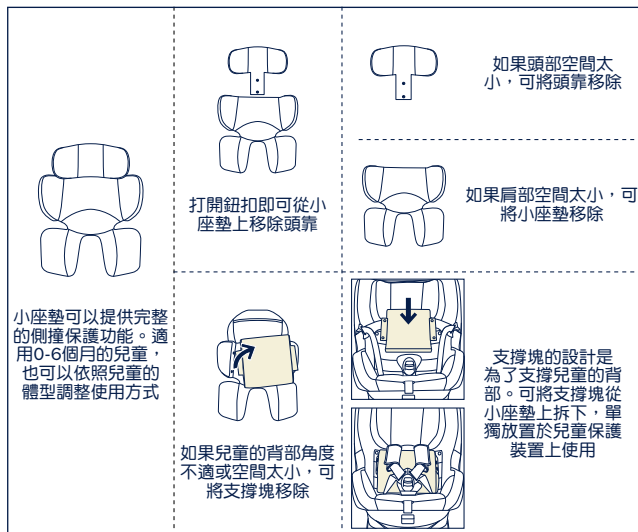 小座墊可以提供完整
的側撞保護功能。適
用0-6個月的兒童，
也可以依照兒童的
體型調整使用方式
打開鈕扣即可從小
座墊上移除頭靠
如果頭部空間太
小，可將頭靠移除
如果肩部空間太小，可
將小座墊移除
如果兒童的背部角度
不適或空間太小，可
將支撐塊移除
支撐塊的設計是
為了支撐兒童的背
部。可將支撐塊從
小座墊上拆下，單
獨放置於兒童保護
裝置上使用